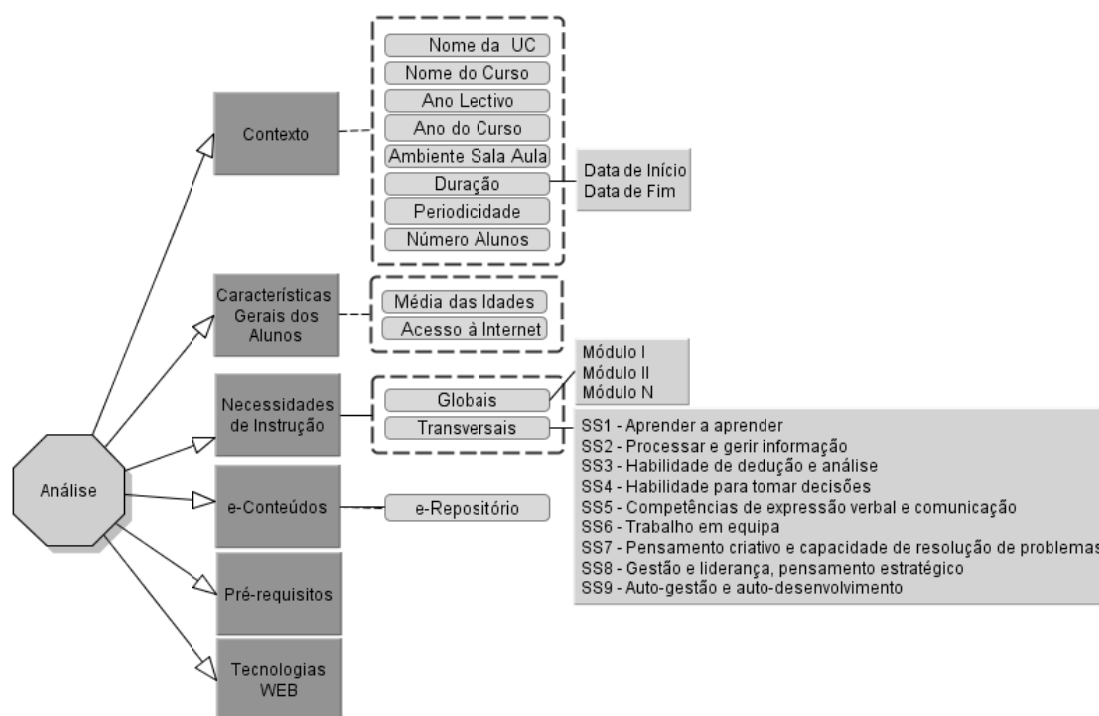 Análise
Contexto
Nome da UC
Nome do Curso
Ano Lectivo
Ano do Curso
Ambiente Sala Aula
Duração
Periodicidade
Número Alunos
Data de Início
Data de Fim
Características
Gerais dos
Alunos
Média das Idades
Acesso à Internet
Necessidades
de Instrução
Globais
Transversais
Módulo I
Módulo II
Módulo N
SS1 - Aprender a aprender
SS2 - Processar e gerir informação
SS3 - Habilidade de dedução e análise
SS4 - Habilidade para tomar decisões
SS5 - Competências de expressão verbal e comunicação
SS6 - Trabalho em equipa
SS7 - Pensamento criativo e capacidade de resolução de problemas
SS8 - Gestão e liderança, pensamento estratégico
SS9 - Auto-gestão e auto-desenvolvimento
e-Conteúdos
e-Repositório
Pré-requisitos
Tecnologias
WEB